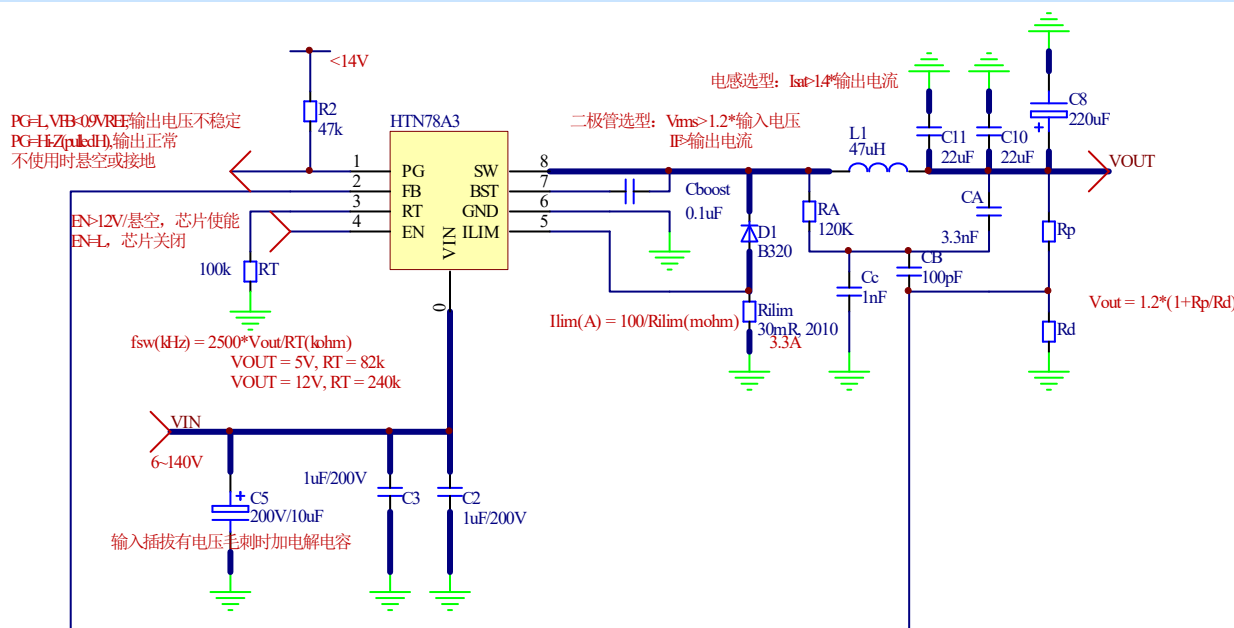 <14V
R2
47k
PG=L, VFB<0.9VREF,输出电压不稳定
PG=Hi-Z(pulled H),输出正常
不使用时悬空或接地
HTN78A3
1
2
3
4
PG
FB
RT
EN
VIN
SW
BST
GND
ILIM
8
7
6
5
0
EN>1.2V/悬空，芯片使能
EN=L，芯片关闭
100k
RT
fsw(kHz) = 2500*Vout/RT(kohm)
VOUT = 5V, RT = 82k
VOUT = 12V, RT = 240k
VIN
6~140V
C5
200V/10uF
1uF/200V
C3
C2
1uF/200V
输入插拔有电压毛刺时加电解电容
二极管选型：Vrms>1.2*输入电压
IF>输出电流
电感选型：Isat>1.4*输出电流
Cboost
0.1uF
D1
B320
Ilim(A) = 100/Rilim(mohm)
Rilim
30mR, 2010
3.3A
L1
47uH
RA
120K
Cc
1nF
CB
100pF
CA
3.3nF
C11
22uF
C10
22uF
C8
220uF
VOUT
Rp
Rd
Vout = 1.2*(1+Rp/Rd)